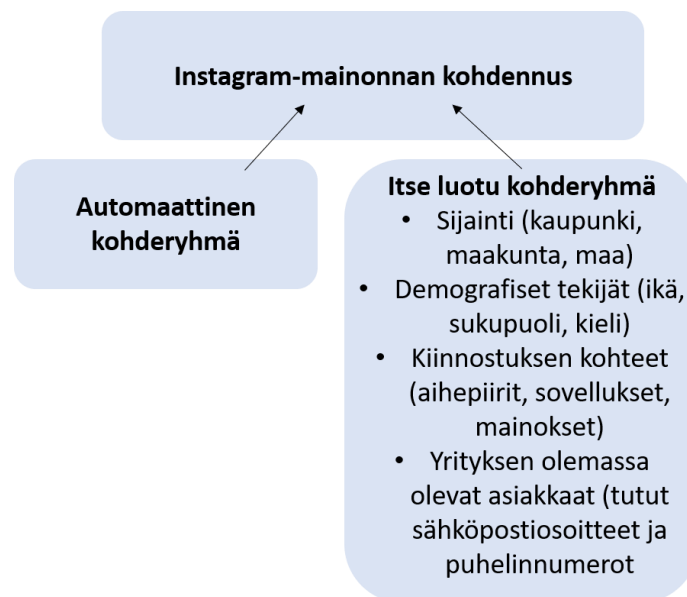 Instagram-mainonnan kohdennus
Automaattinen
kohderyhmä
Itse luotu kohderyhmä
• Sijainti (kaupunki,
maakunta, maa)
• Demografiset tekijät (ikä,
sukupuoli, kieli)
• Kiinnostuksen kohteet
(aihepiirit, sovellukset,
mainokset)
• Yrityksen olemassa
olevat asiakkaat (tutut
sähköpostiosoitteet ja
puhelinnumerot